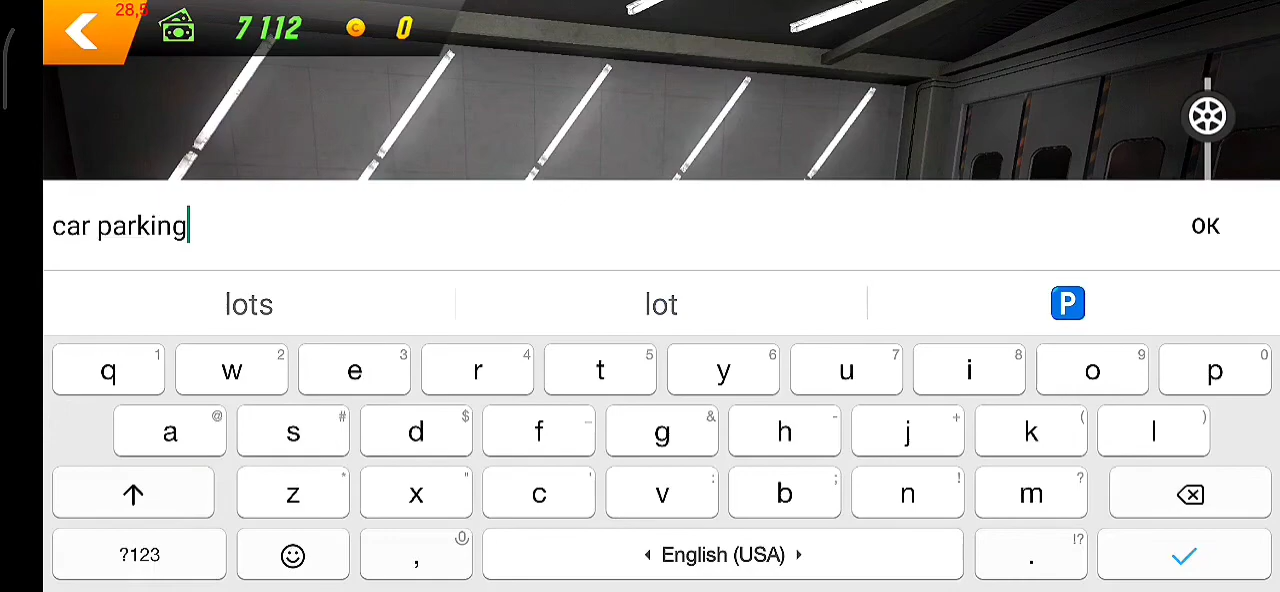 28,5
7 112 C 0
car parking OK
lots lot P
q 1 w 2 e 3 r 4 t 5 y 6 u 7 i 8 o 9 p 0
a @ s # d $ f _ g & h - j + k ( l )
z * x " c ' v : b ; n ! m ?
?123 , English (USA) . !?